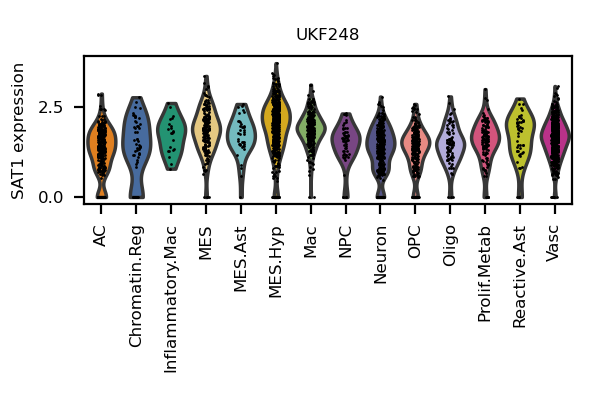 UKF248
SAT1 expression
2.5
0.0
AC
Chromatin.Reg
Inflammatory.Mac
MES
MES.Ast
MES.Hyp
Mac
NPC
Neuron
OPC
Oligo
Prolif.Metab
Reactive.Ast
Vasc